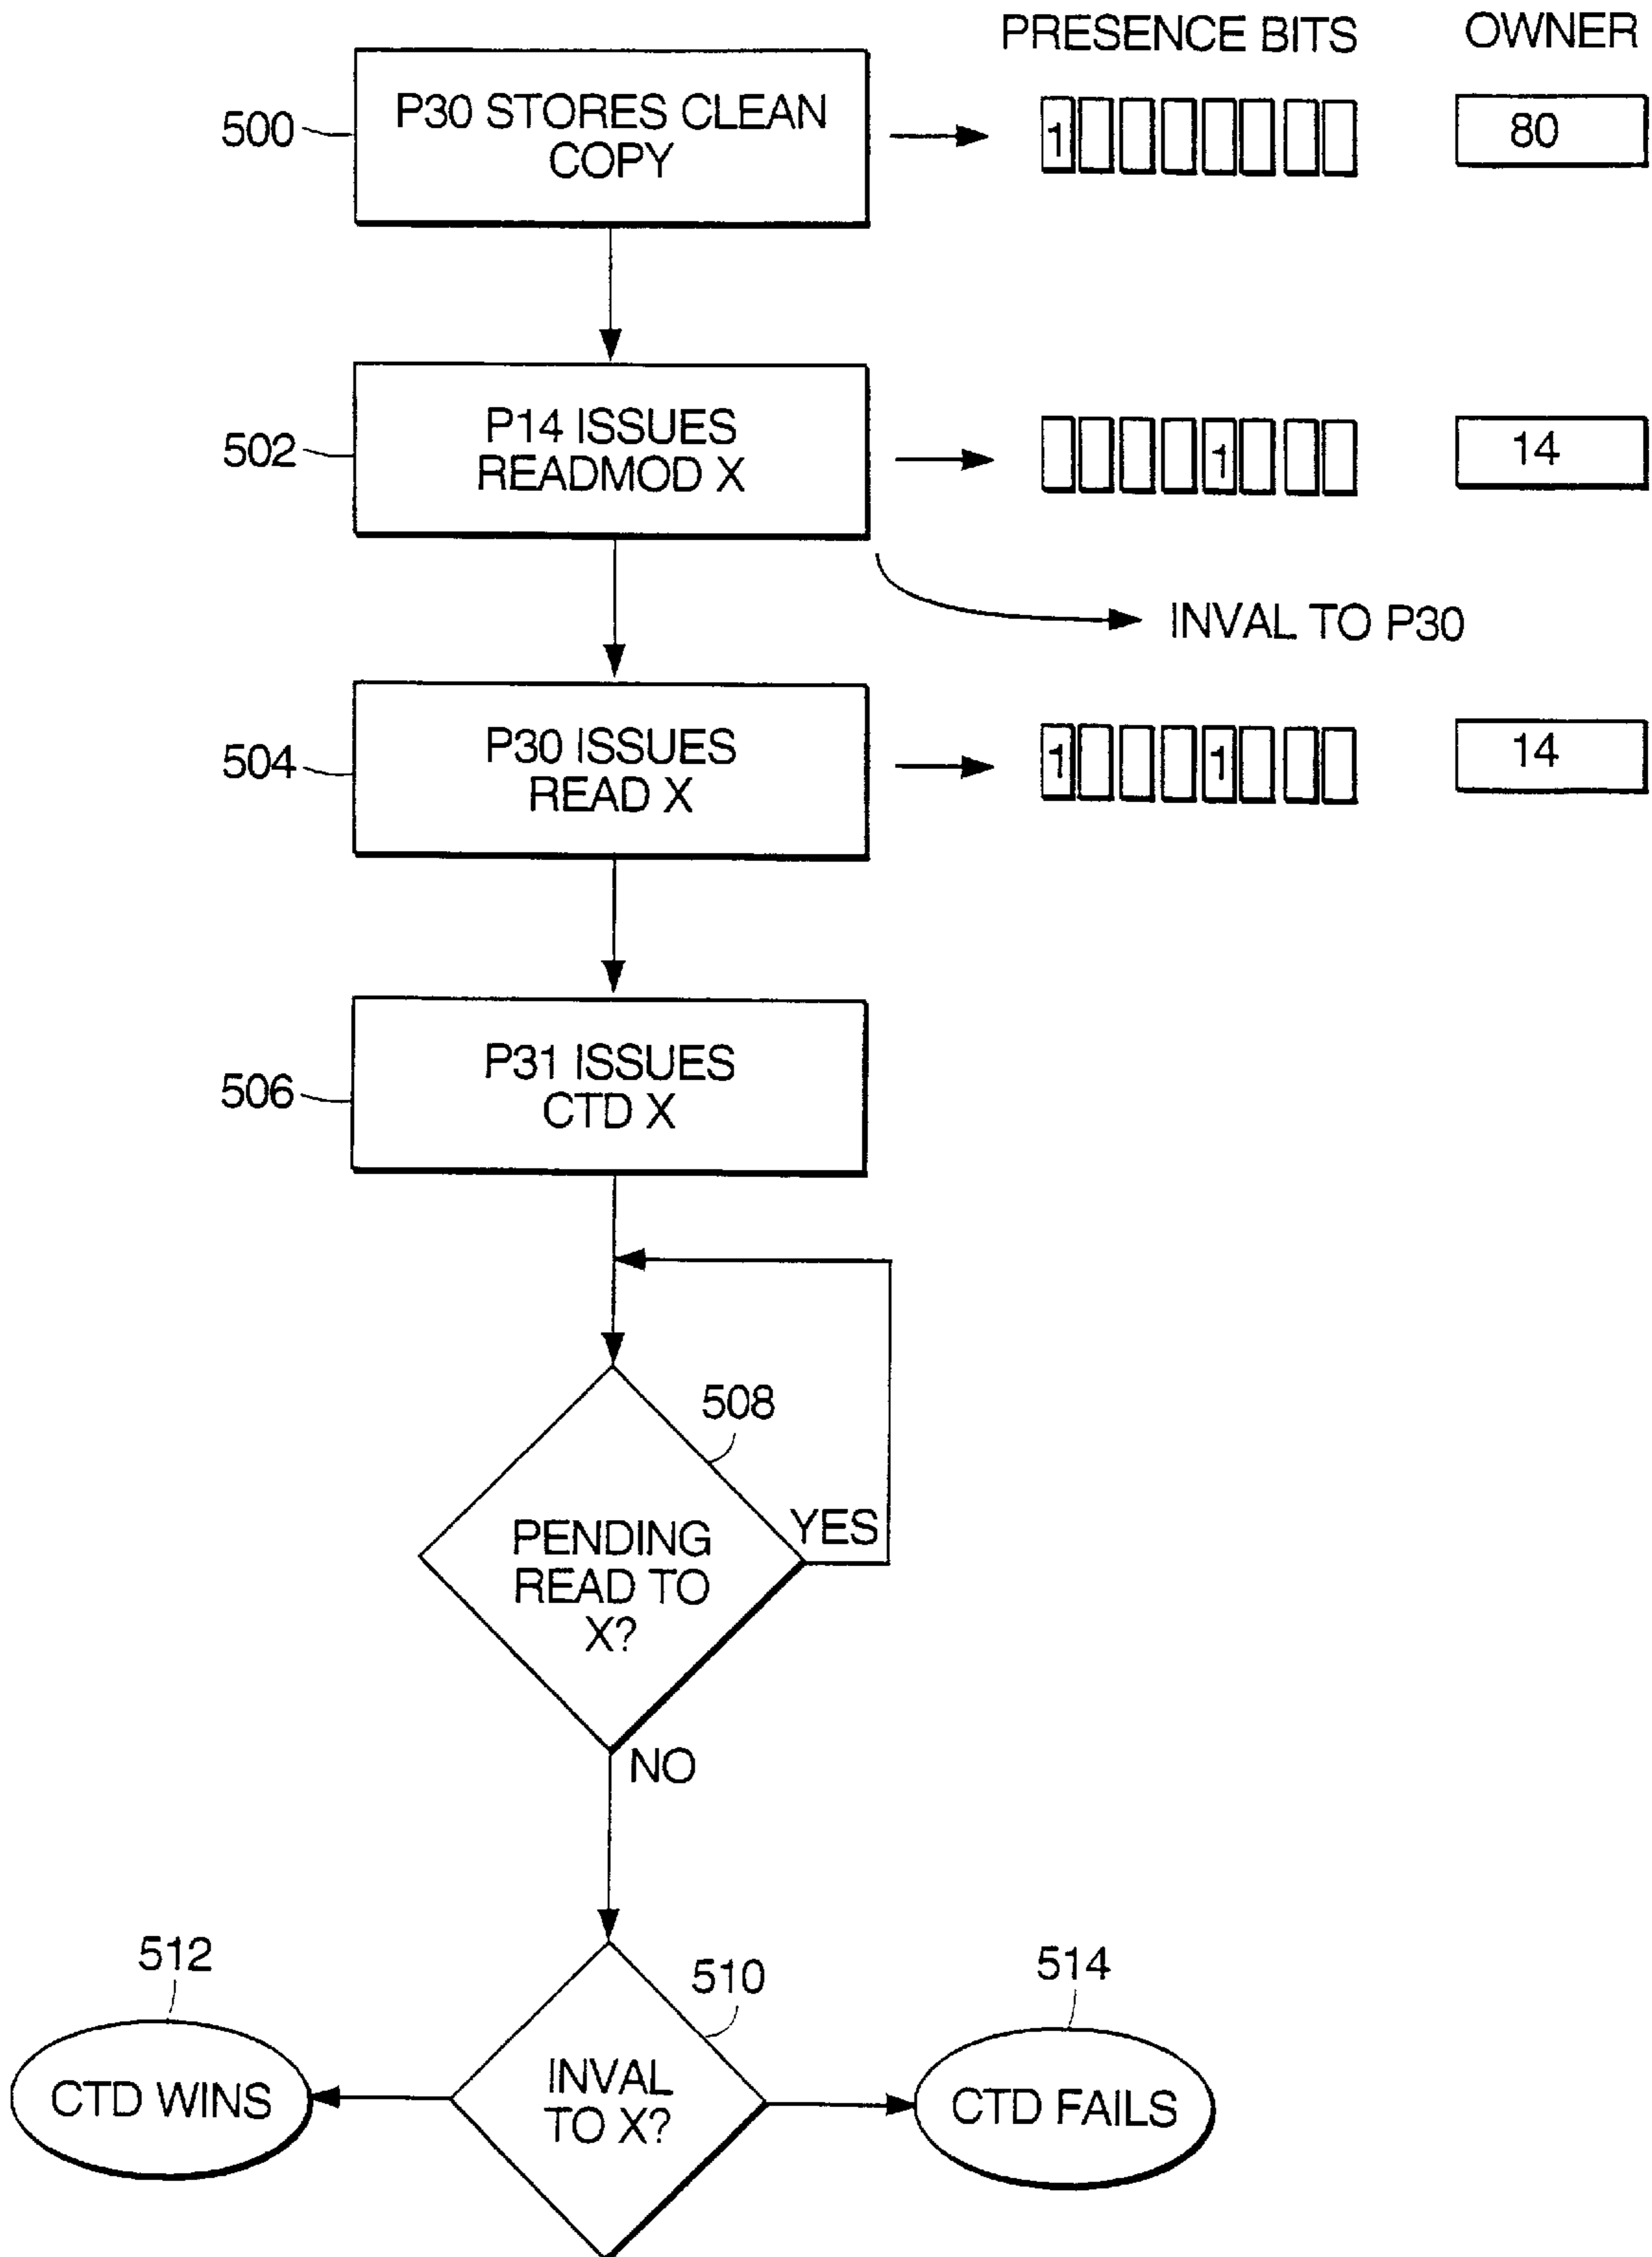 PRESENCE BITS OWNER
500 P30 STORES CLEAN
COPY
1 80
502 P14 ISSUES
READMOD X
1 14
INVAL TO P30
504 P30 ISSUES
READ X
1 1 14
506 P31 ISSUES
CTD X
508
PENDING
READ TO
X?
YES
NO
512
CTD WINS
510
INVAL
TO X?
514
CTD FAILS